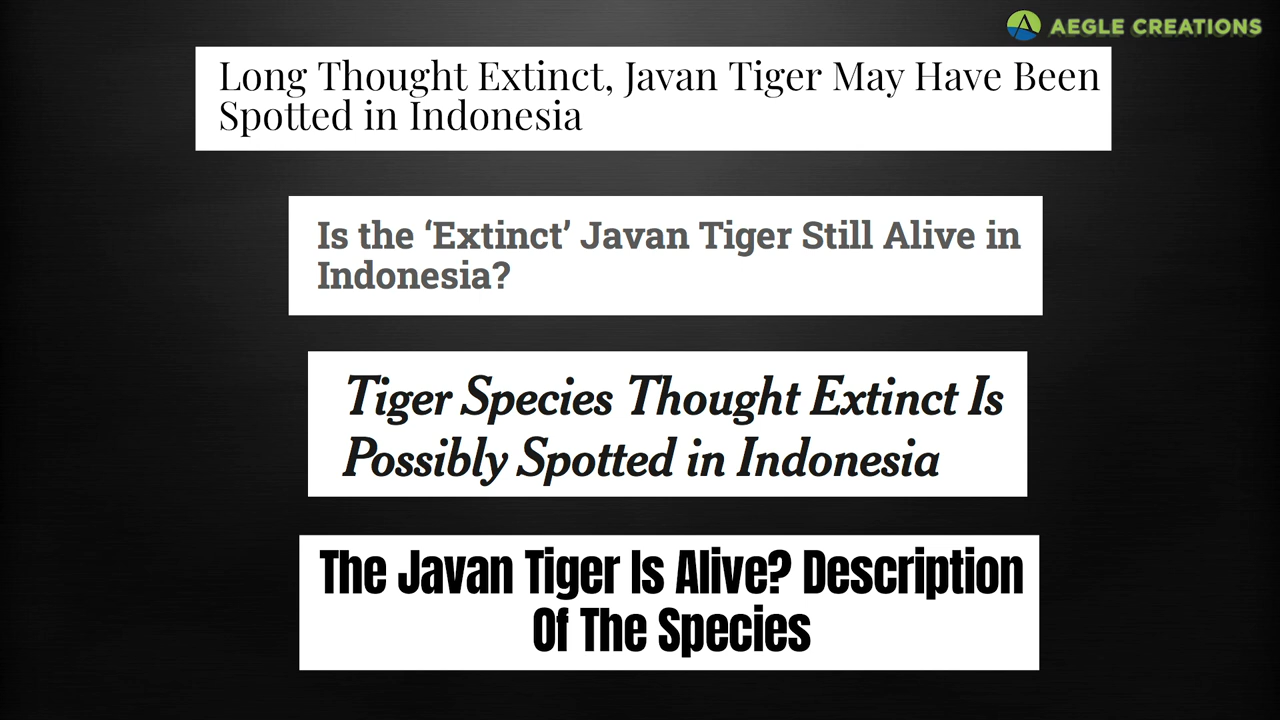 AEGLE CREATIONS
Long Thought Extinct, Javan Tiger May Have Been
Spotted in Indonesia
Is the ‘Extinct’ Javan Tiger Still Alive in
Indonesia?
Tiger Species Thought Extinct Is
Possibly Spotted in Indonesia
The Javan Tiger Is Alive? Description
Of The Species